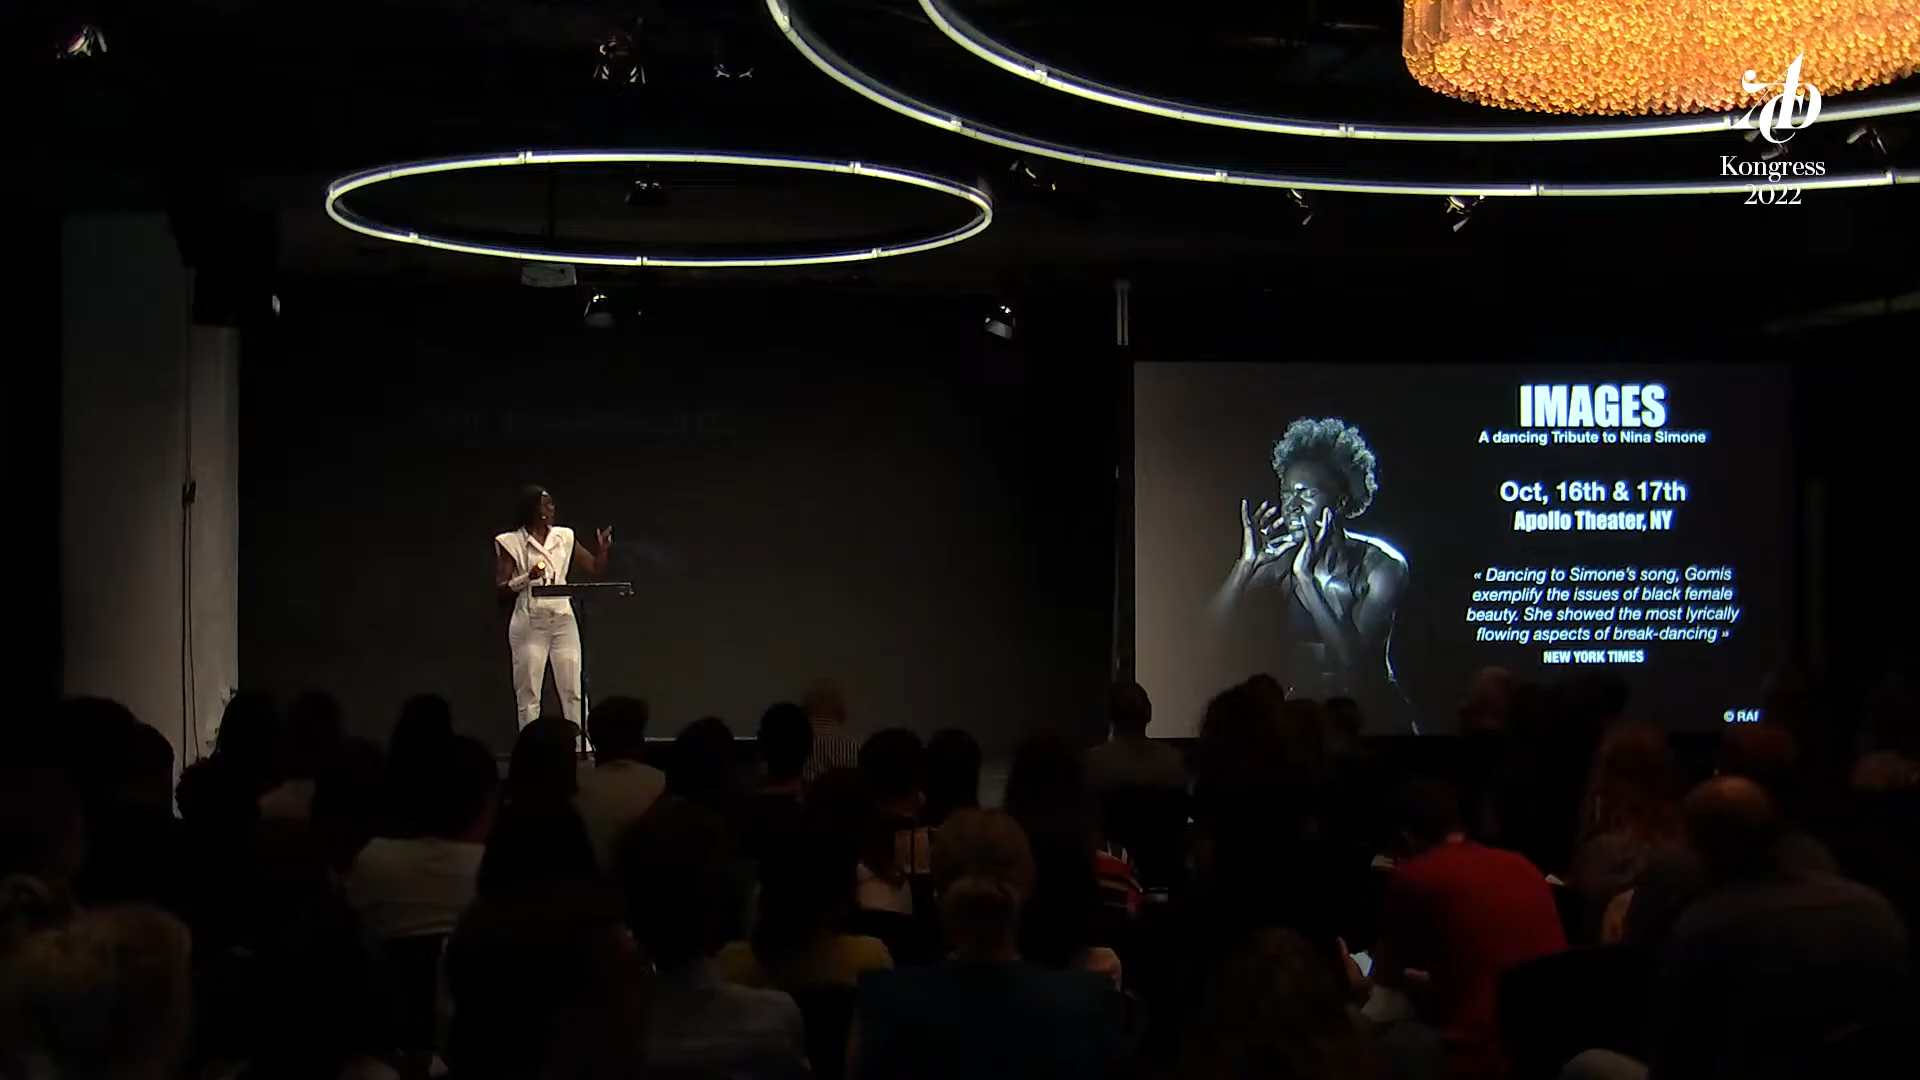 Kongress
2022
IMAGES
A dancing Tribute to Nina Simone
Oct, 16th & 17th
Apollo Theater, NY
« Dancing to Simone's song, Gomis
exemplify the issues of black female
beauty. She showed the most lyrically
flowing aspects of break-dancing »
NEW YORK TIMES
© RAF